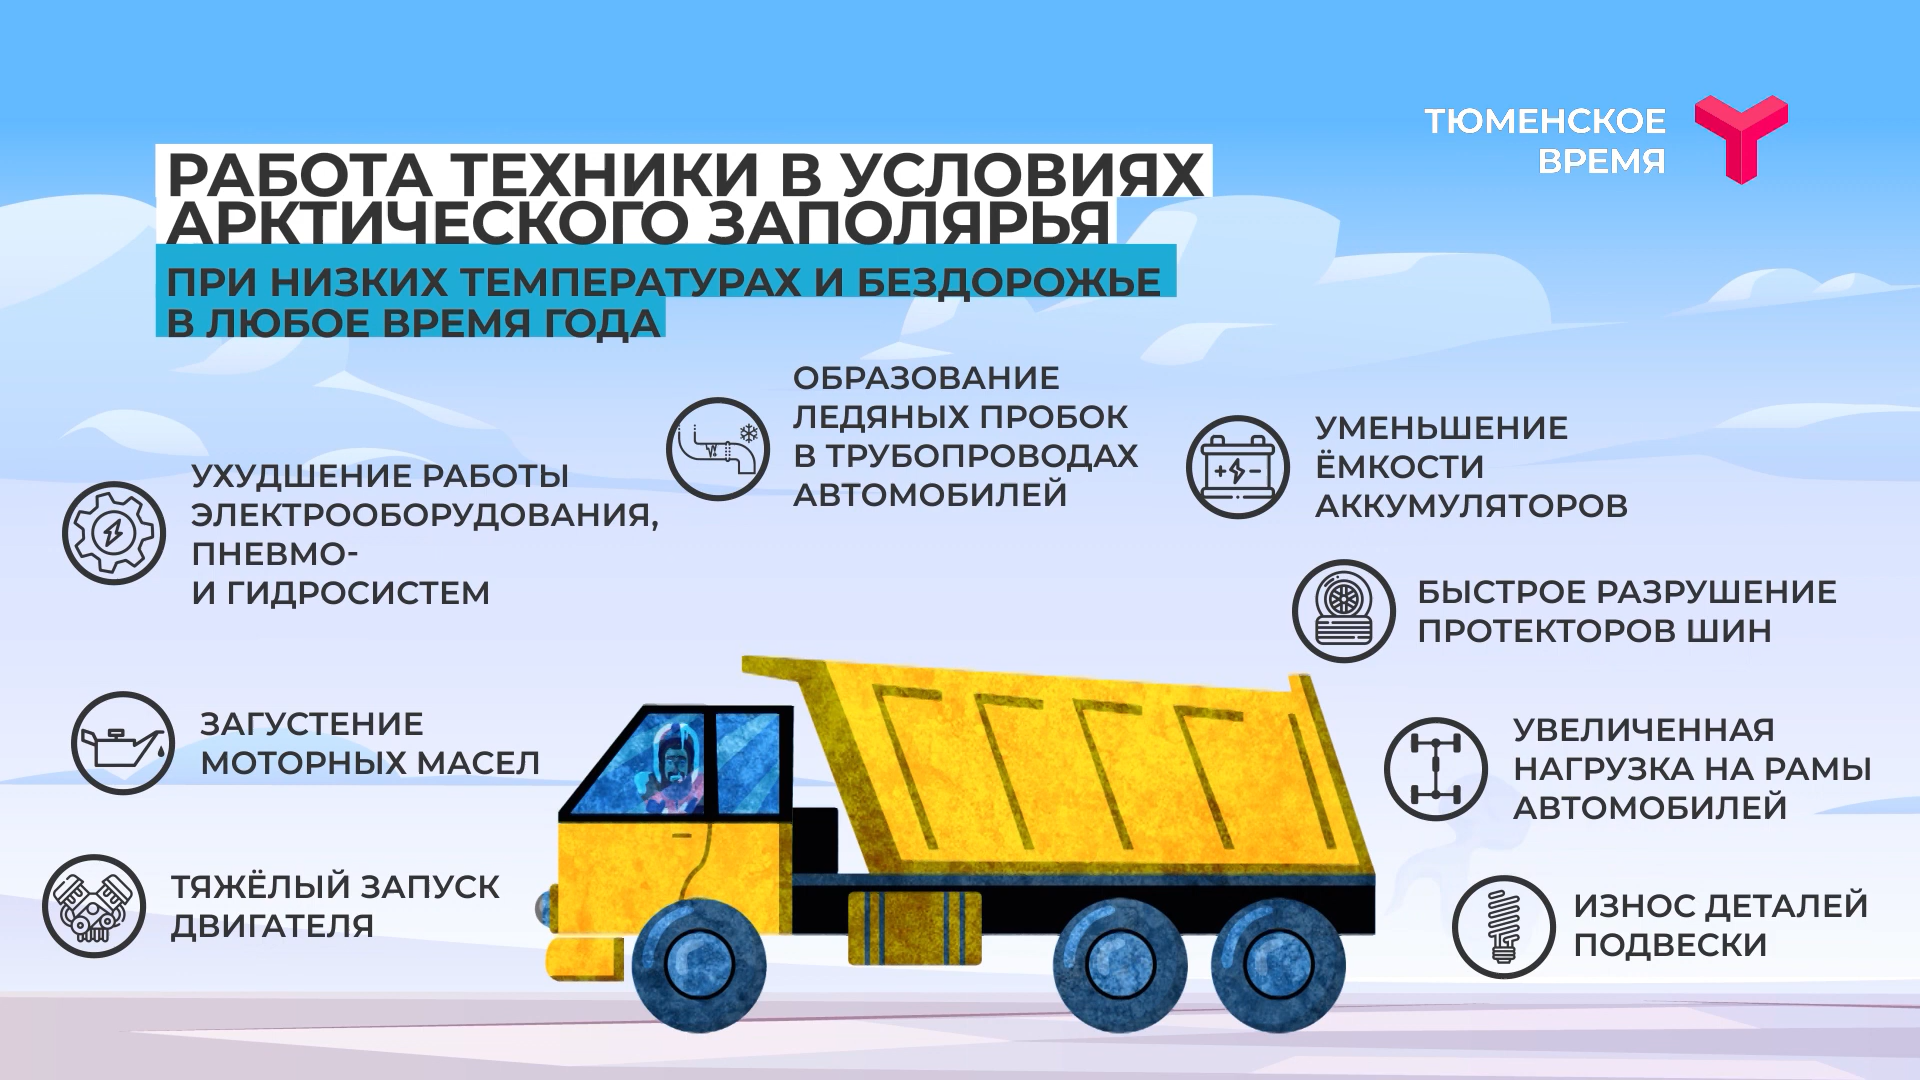 ТЮМЕНСКОЕ
ВРЕМЯ
РАБОТА ТЕХНИКИ В УСЛОВИЯХ
АРКТИЧЕСКОГО ЗАПОЛЯРЬЯ
ПРИ НИЗКИХ ТЕМПЕРАТУРАХ И БЕЗДОРОЖЬЕ
В ЛЮБОЕ ВРЕМЯ ГОДА
УХУДШЕНИЕ РАБОТЫ
ЭЛЕКТРООБОРУДОВАНИЯ,
ПНЕВМО-
И ГИДРОСИСТЕМ
ОБРАЗОВАНИЕ
ЛЕДЯНЫХ ПРОБОК
В ТРУБОПРОВОДАХ
АВТОМОБИЛЕЙ
УМЕНЬШЕНИЕ
ЁМКОСТИ
АККУМУЛЯТОРОВ
БЫСТРОЕ РАЗРУШЕНИЕ
ПРОТЕКТОРОВ ШИН
ЗАГУСТЕНИЕ
МОТОРНЫХ МАСЕЛ
УВЕЛИЧЕННАЯ
НАГРУЗКА НА РАМЫ
АВТОМОБИЛЕЙ
ТЯЖЁЛЫЙ ЗАПУСК
ДВИГАТЕЛЯ
ИЗНОС ДЕТАЛЕЙ
ПОДВЕСКИ